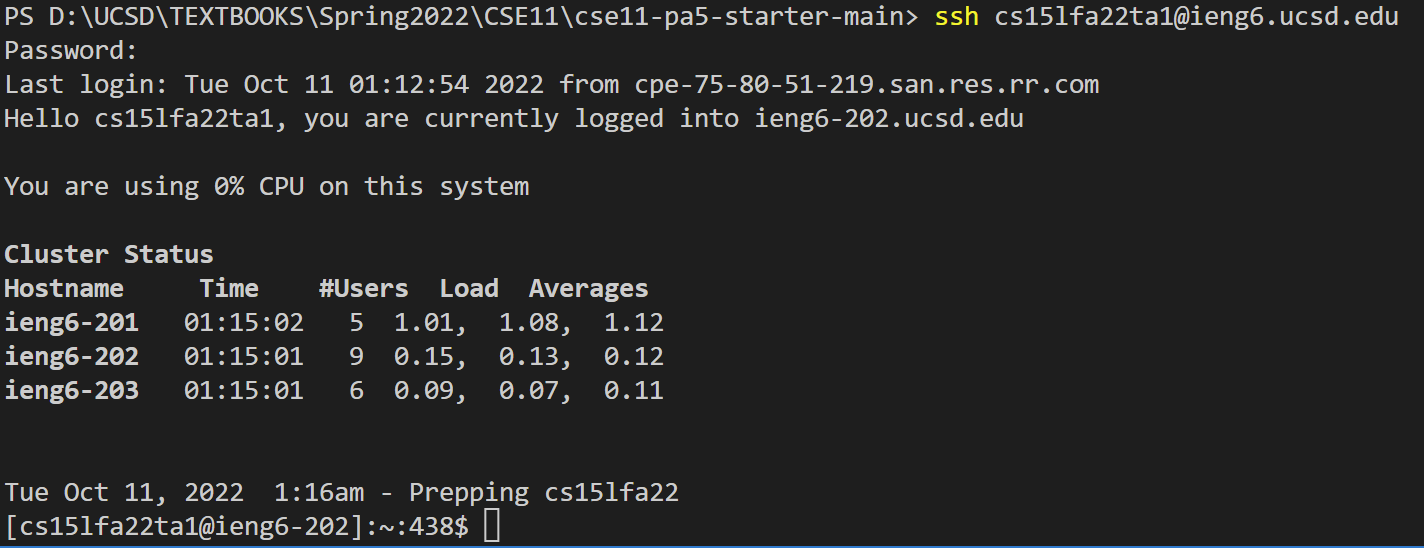 PS D:\UCSD\TEXTBOOKS\Spring2022\CSE11\cse11-pa5-starter-main> ssh cs15lfa22ta1@ieng6.ucsd.edu
Password:
Last login: Tue Oct 11 01:12:54 2022 from cpe-75-80-51-219.san.res.rr.com
Hello cs15lfa22ta1, you are currently logged into ieng6-202.ucsd.edu
You are using 0% CPU on this system
Cluster Status
Hostname     Time    #Users  Load  Averages
ieng6-201   01:15:02   5  1.01,  1.08,  1.12
ieng6-202   01:15:01   9  0.15,  0.13,  0.12
ieng6-203   01:15:01   6  0.09,  0.07,  0.11
Tue Oct 11, 2022  1:16am - Prepping cs15lfa22
[cs15lfa22ta1@ieng6-202]:~:438$